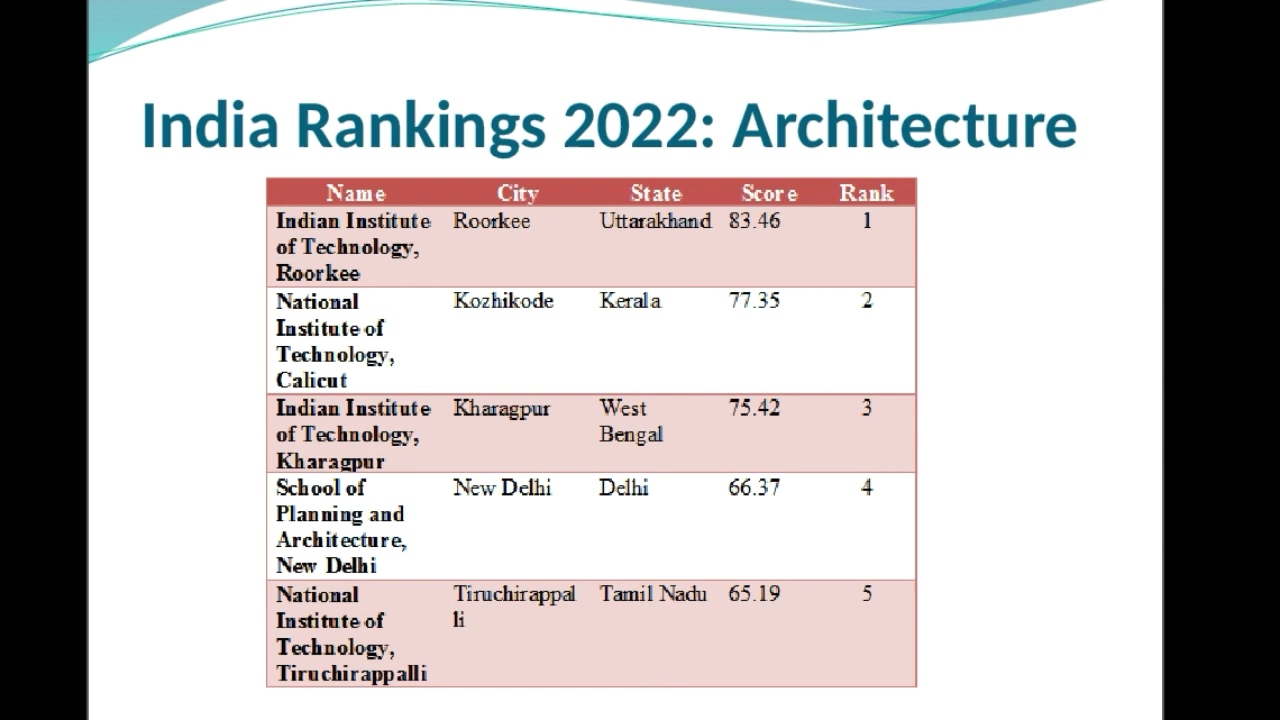 India Rankings 2022: Architecture
Name City State Score Rank
Indian Institute Roorkee Uttarakhand 83.46 1
of Technology,
Roorkee
National Kozhikode Kerala 77.35 2
Institute of
Technology,
Calicut
Indian Institute Kharagpur West 75.42 3
of Technology, Bengal
Kharagpur
School of New Delhi Delhi 66.37 4
Planning and
Architecture,
New Delhi
National Tiruchirappal Tamil Nadu 65.19 5
Institute of li
Technology,
Tiruchirappalli